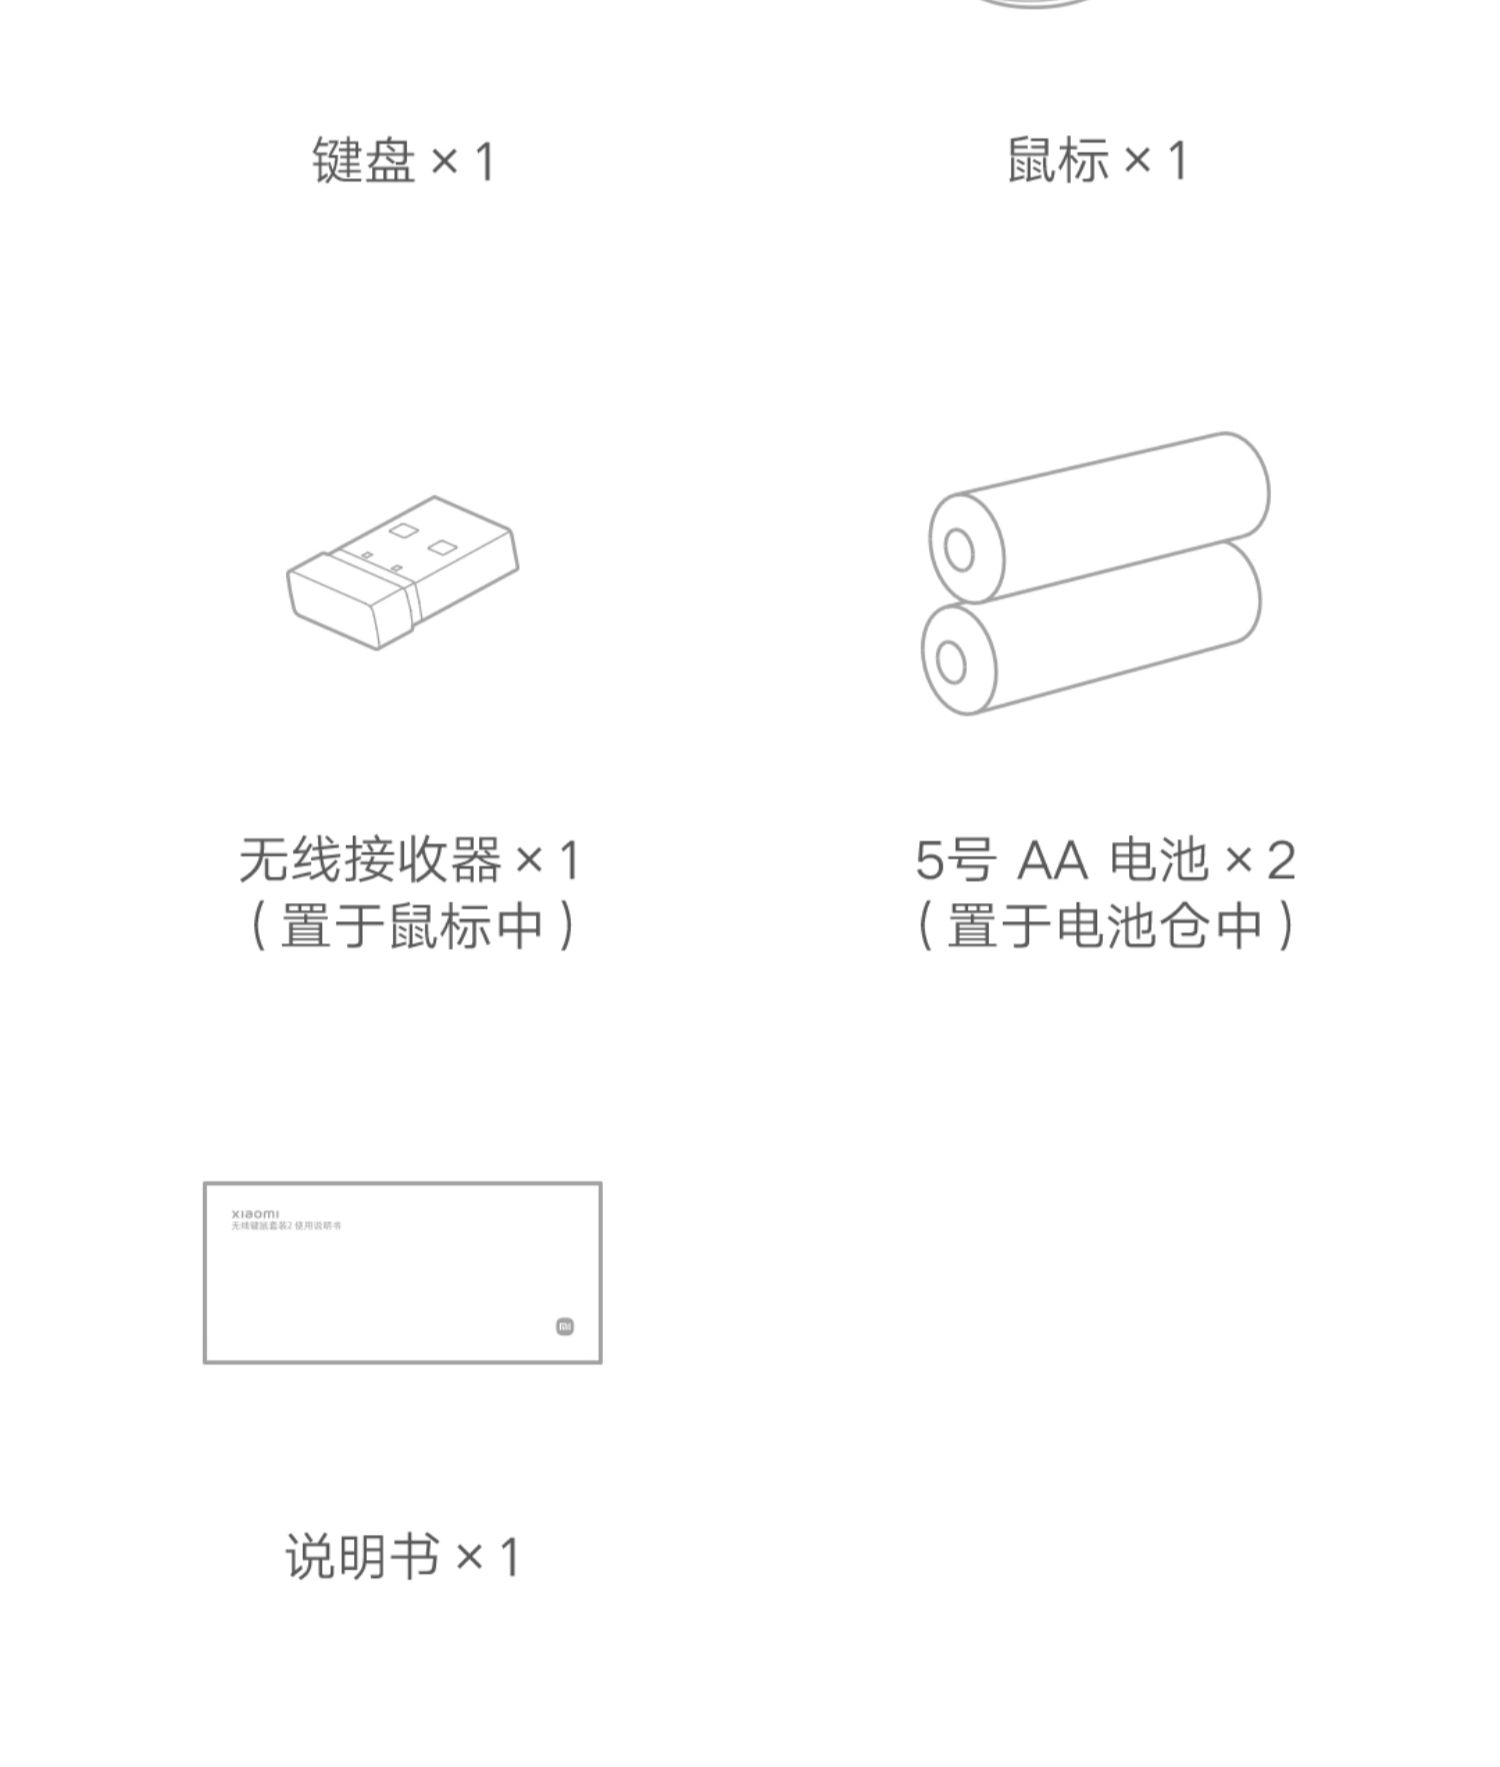 键盘 × 1
鼠标 × 1
无线接收器 × 1
（置于鼠标中）
5号 AA 电池 × 2
（置于电池仓中）
xiaomi
无线键鼠套装2 使用说明书
mi
说明书 × 1